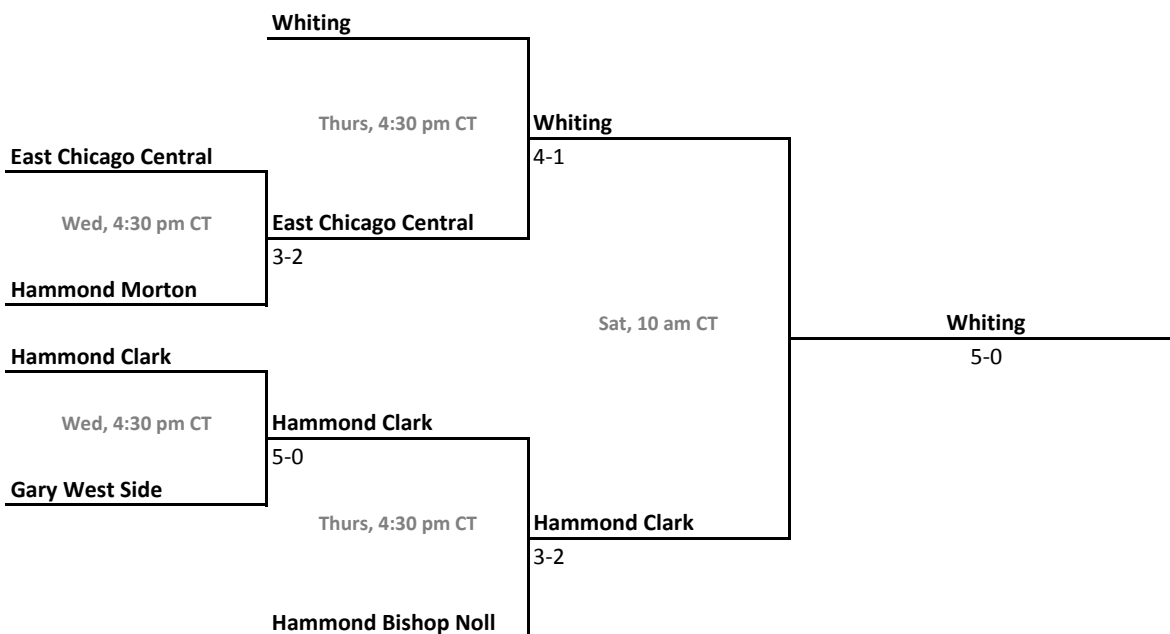 Whiting
Thurs, 4:30 pm CT
Whiting
East Chicago Central
4-1
Wed, 4:30 pm CT
East Chicago Central
3-2
Hammond Morton
Sat, 10 am CT
Whiting
Hammond Clark
5-0
Wed, 4:30 pm CT
Hammond Clark
5-0
Gary West Side
Thurs, 4:30 pm CT
Hammond Clark
3-2
Hammond Bishop Noll